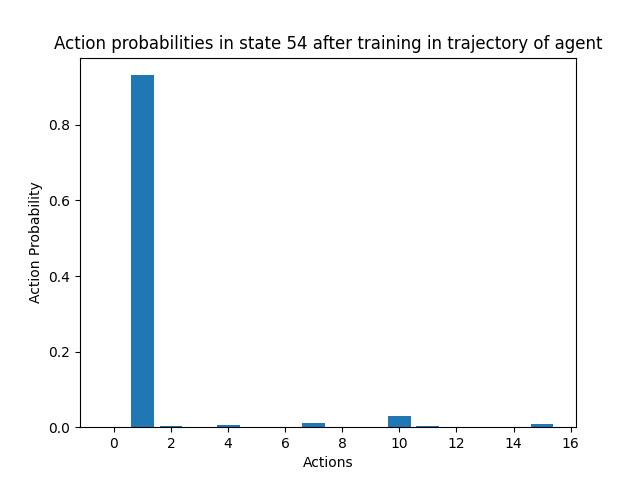 Action probabilities in state 54 after training in trajectory of agent
0.8
0.6
0.4
0.2
0.0
Action Probability
0 2 4 6 8 10 12 14 16
Actions